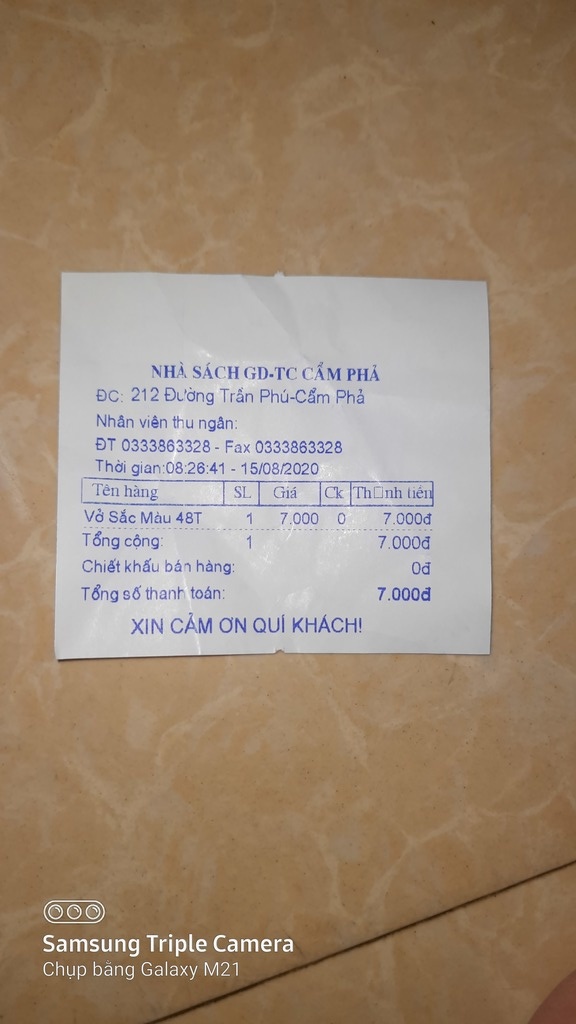 NHÀ SÁCH GD-TC CẨM PHẢ
ĐC: 212 Đường Trần Phú-Cẩm Phả
Nhân viên thu ngân:
ĐT 0333863328 - Fax 0333863328
Thời gian:08:26:41 - 15/08/2020
Tên hàng SL Giá Ck Th□nh tiền
Vở Sắc Màu 48T 1 7.000 0 7.000đ
Tổng cộng: 1 7.000đ
Chiết khấu bán hàng: 0đ
Tổng số thanh toán: 7.000đ
XIN CẢM ƠN QUÍ KHÁCH!
Samsung Triple Camera
Chụp bằng Galaxy M21